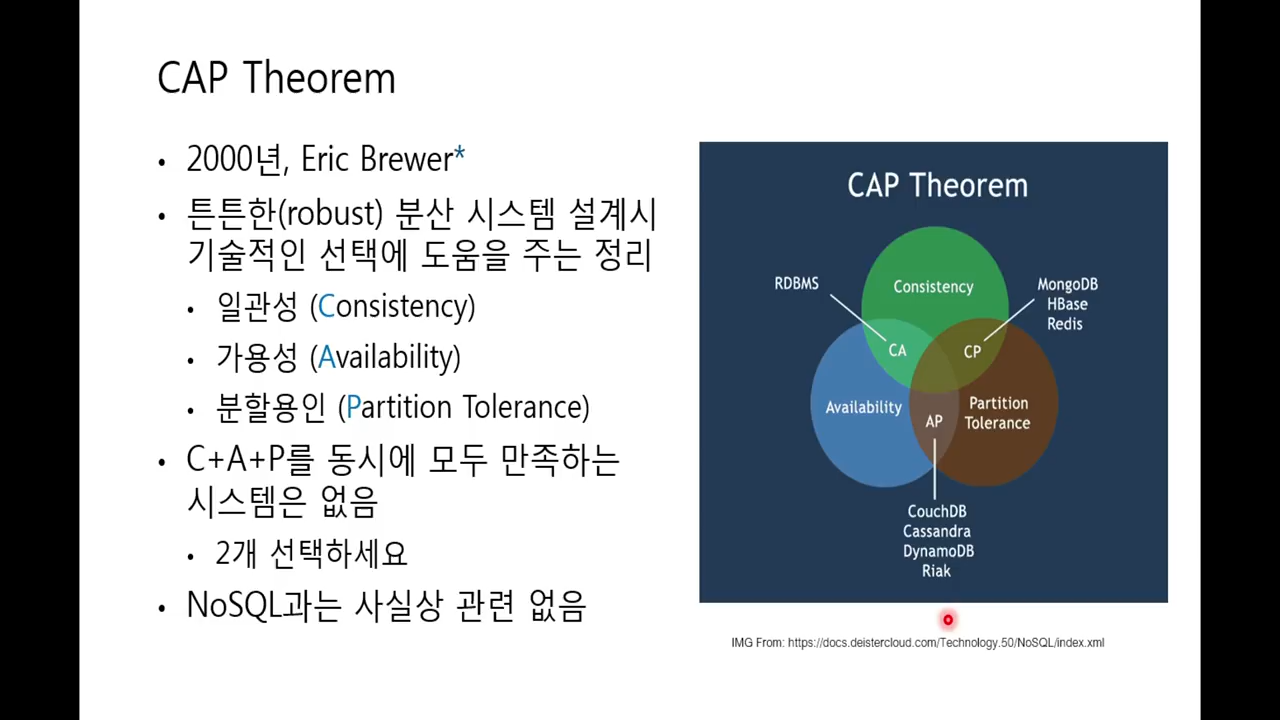 CAP Theorem
• 2000년, Eric Brewer*
• 튼튼한(robust) 분산 시스템 설계시
기술적인 선택에 도움을 주는 정리
• 일관성 (Consistency)
• 가용성 (Availability)
• 분할용인 (Partition Tolerance)
• C+A+P를 동시에 모두 만족하는
시스템은 없음
• 2개 선택하세요
• NoSQL과는 사실상 관련 없음
CAP Theorem
RDBMS
Consistency
MongoDB
HBase
Redis
CA
CP
Availability
Partition
Tolerance
AP
CouchDB
Cassandra
DynamoDB
Riak
IMG From: https://docs.deistercloud.com/Technology.50/NoSQL/index.xml